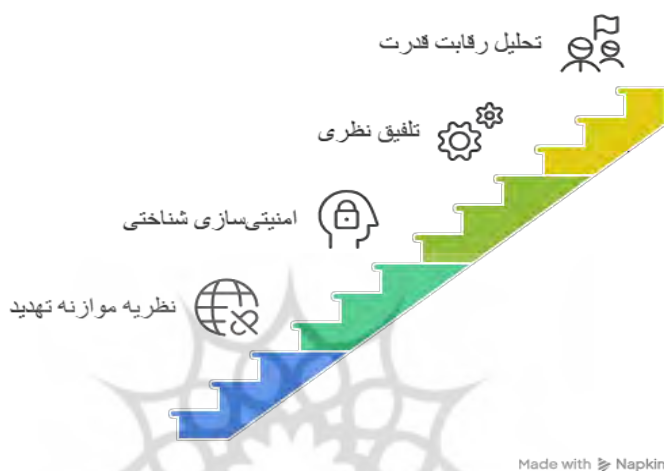 تحلیل رقابت قدرت
تلفیق نظری
امنیتی‌سازی شناختی
نظریه موازنه تهدید
Made with Napkin